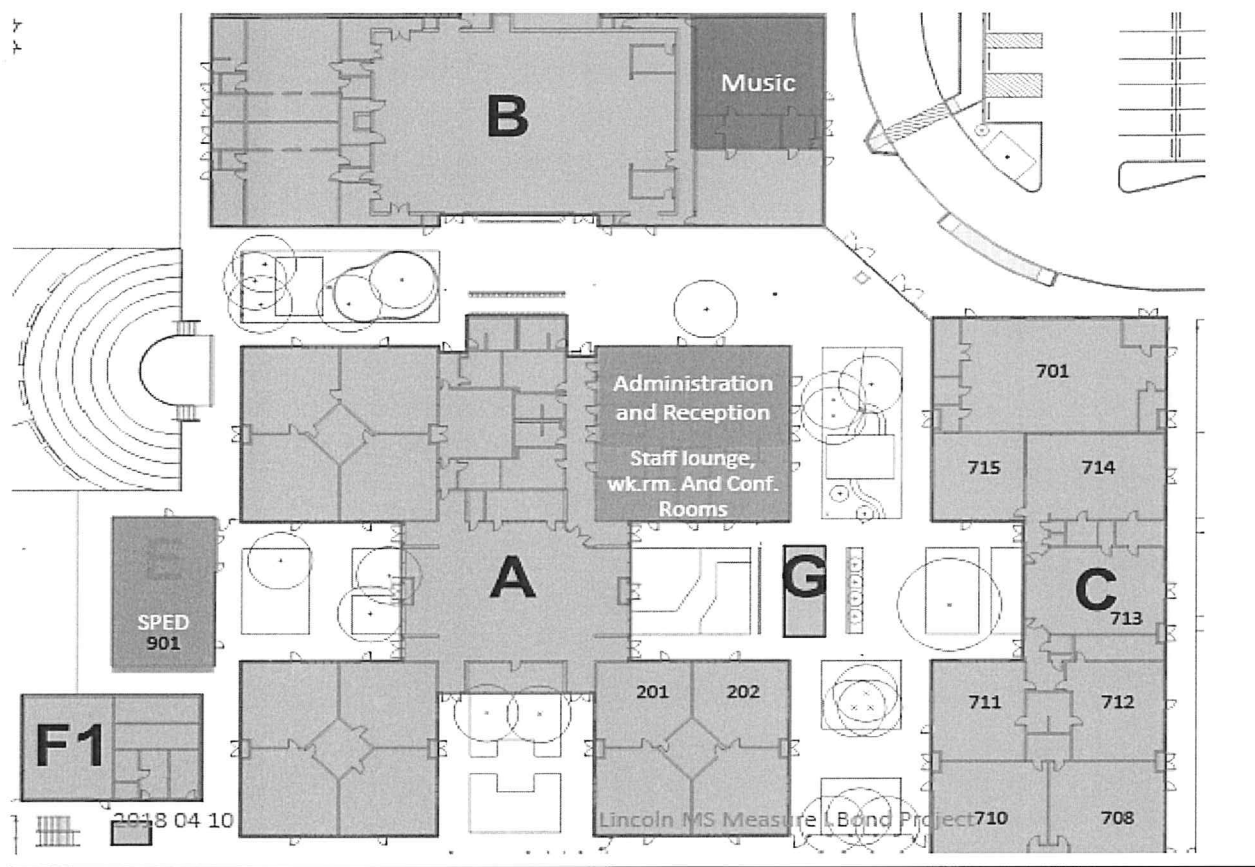 B
Music
Administration
and Reception
Staff lounge,
wk.rm. And Conf.
Rooms
701
715
714
A
G
C
713
SPED
901
201
202
711
712
F1
2018 04 10
Lincoln MS Measure I Bond Project
710
708